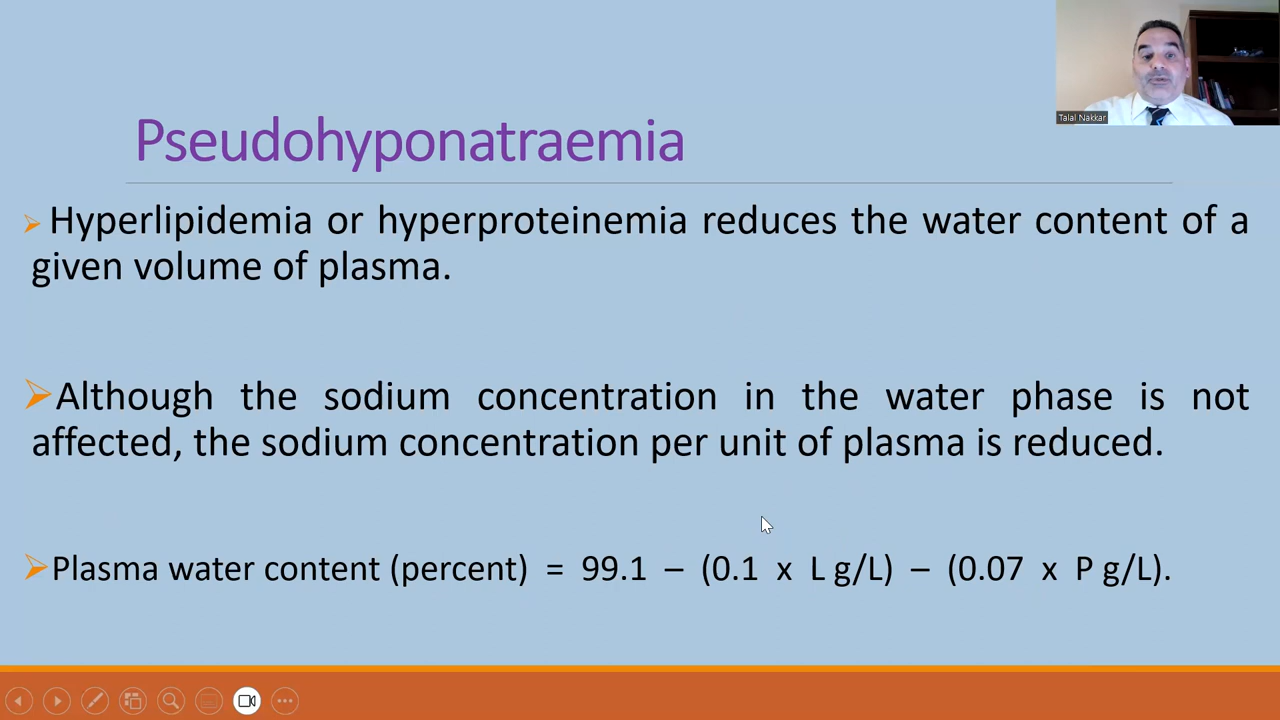 Talal Nakkar
Pseudohyponatraemia
Hyperlipidemia or hyperproteinemia reduces the water content of a
given volume of plasma.
Although the sodium concentration in the water phase is not
affected, the sodium concentration per unit of plasma is reduced.
Plasma water content (percent) = 99.1 – (0.1 x L g/L) – (0.07 x P g/L).